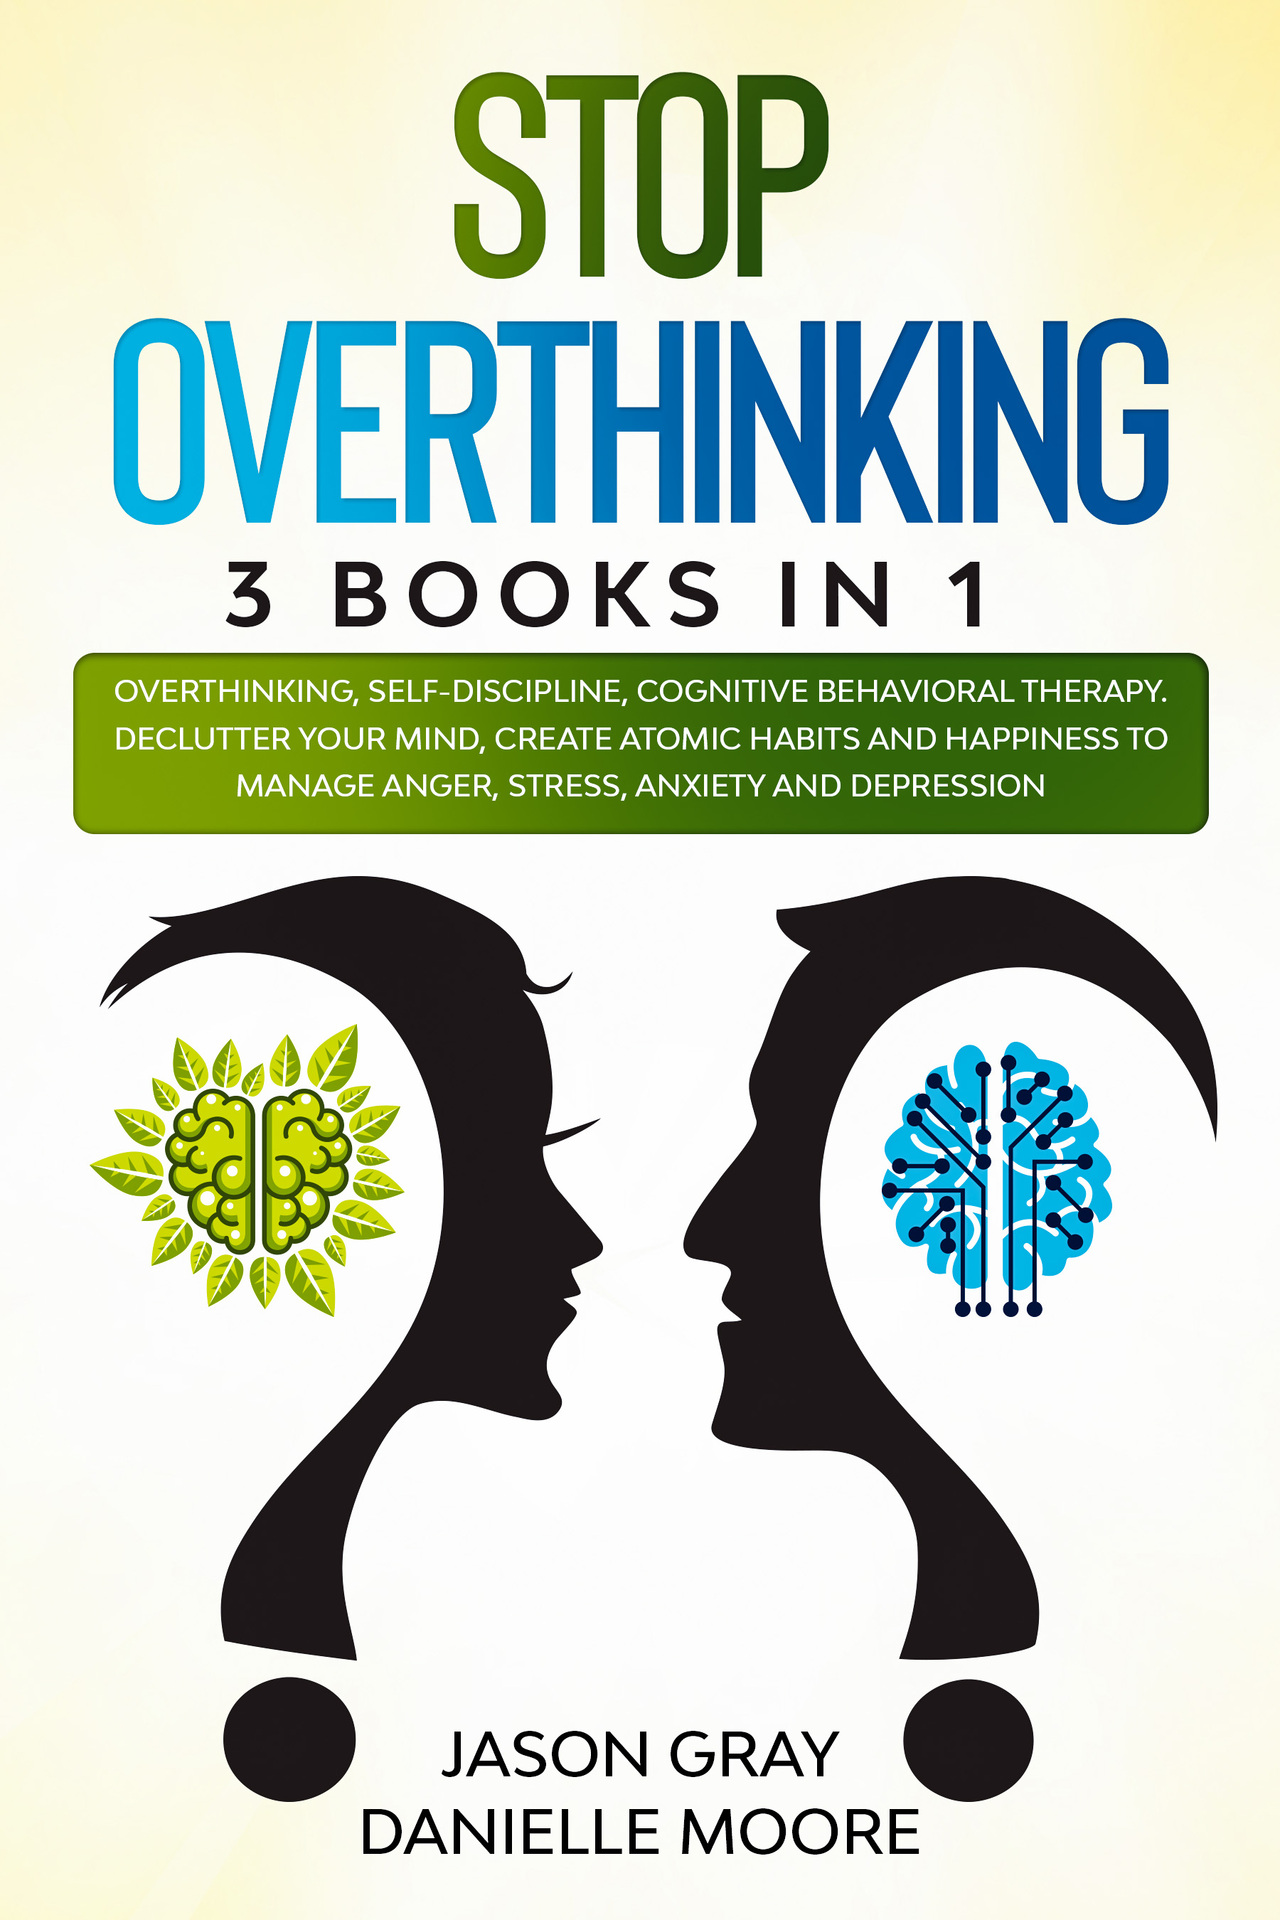 STOP
OVERTHINKING
3 BOOKS IN 1
OVERTHINKING, SELF-DISCIPLINE, COGNITIVE BEHAVIORAL THERAPY.
DECLUTTER YOUR MIND, CREATE ATOMIC HABITS AND HAPPINESS TO
MANAGE ANGER, STRESS, ANXIETY AND DEPRESSION
JASON GRAY
DANIELLE MOORE